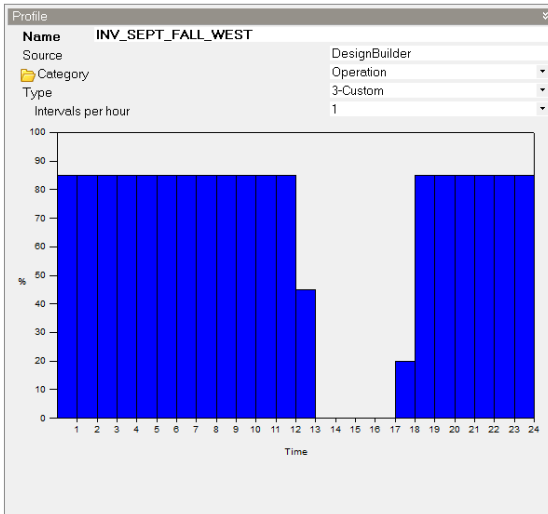 Profile
Name INV_SEPT_FALL_WEST
Source DesignBuilder
Category Operation
Type 3-Custom
Intervals per hour 1
100
90
80
70
60
50
% 
40
30
20
10
0
1 2 3 4 5 6 7 8 9 10 11 12 13 14 15 16 17 18 19 20 21 22 23 24
Time